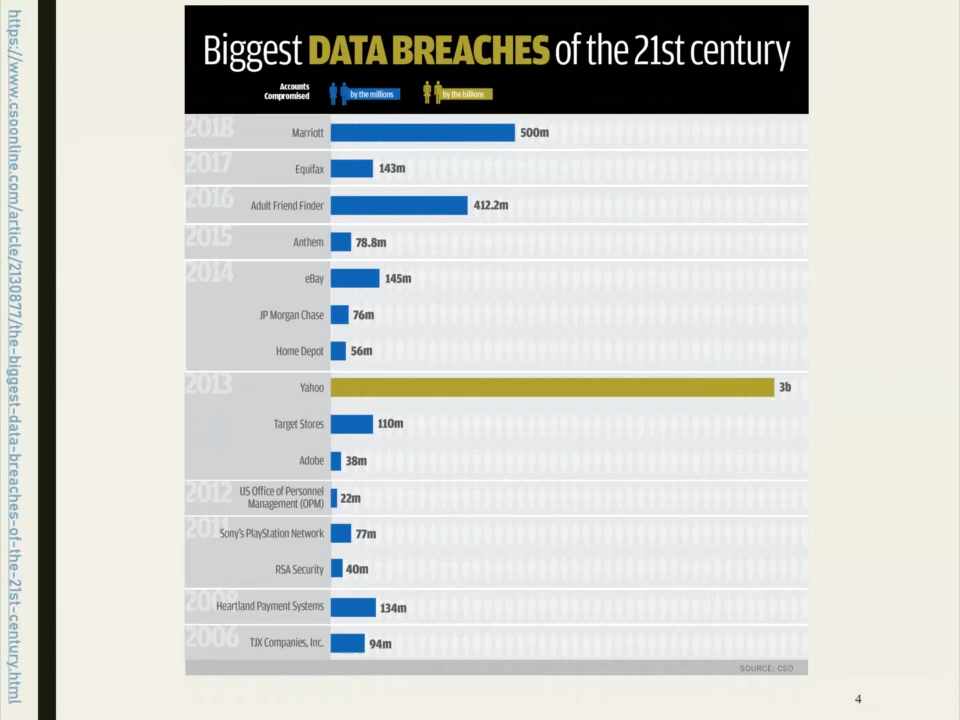 https://www.csoonline.com/article/2130877/the-biggest-data-breaches-of-the-21st-century.html
Biggest DATA BREACHES of the 21st century
Accounts
Compromised
by the millions
by the billions
2018
Marriott 500m
2017
Equifax 143m
2016
Adult Friend Finder 412.2m
2015
Anthem 78.8m
2014
eBay 145m
JP Morgan Chase 76m
Home Depot 56m
2013
Yahoo 3b
Target Stores 110m
Adobe 38m
2012
US Office of Personnel
Management (OPM) 22m
2011
Sony's PlayStation Network 77m
RSA Security 40m
2008
Heartland Payment Systems 134m
2006
TJX Companies, Inc. 94m
SOURCE: CSO
4